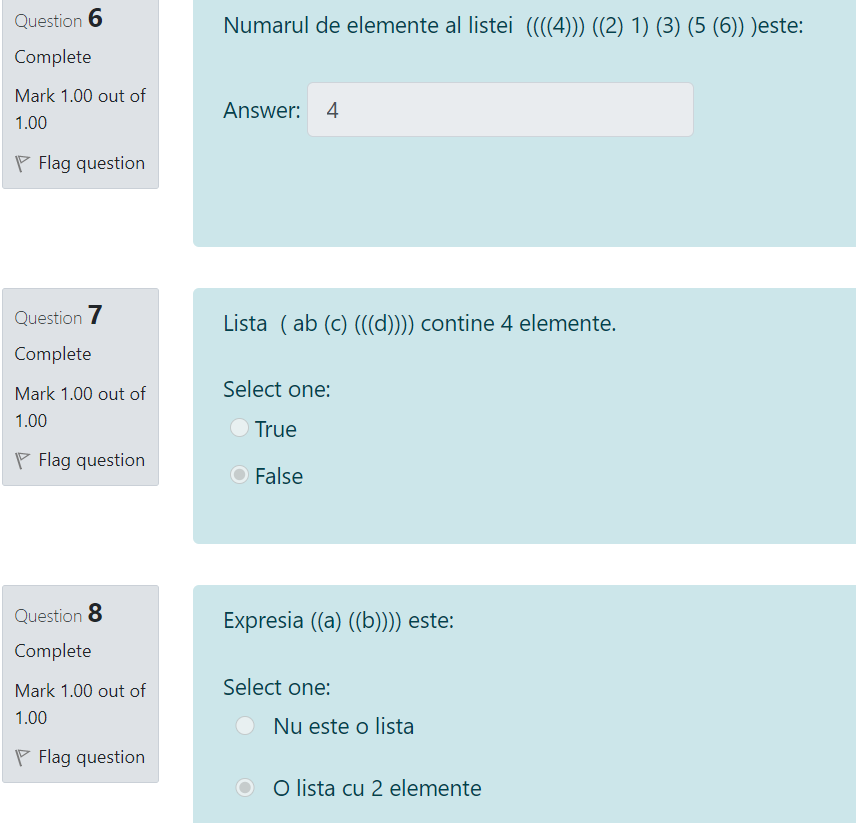 Question 6
Complete
Mark 1.00 out of
1.00
Flag question
Numarul de elemente al listei  ((((4))) ((2) 1) (3) (5 (6)) )este:
Answer: 4
Question 7
Complete
Mark 1.00 out of
1.00
Flag question
Lista  ( ab (c) (((d)))) contine 4 elemente.
Select one:
True
False
Question 8
Complete
Mark 1.00 out of
1.00
Flag question
Expresia ((a) ((b)))) este:
Select one:
Nu este o lista
O lista cu 2 elemente